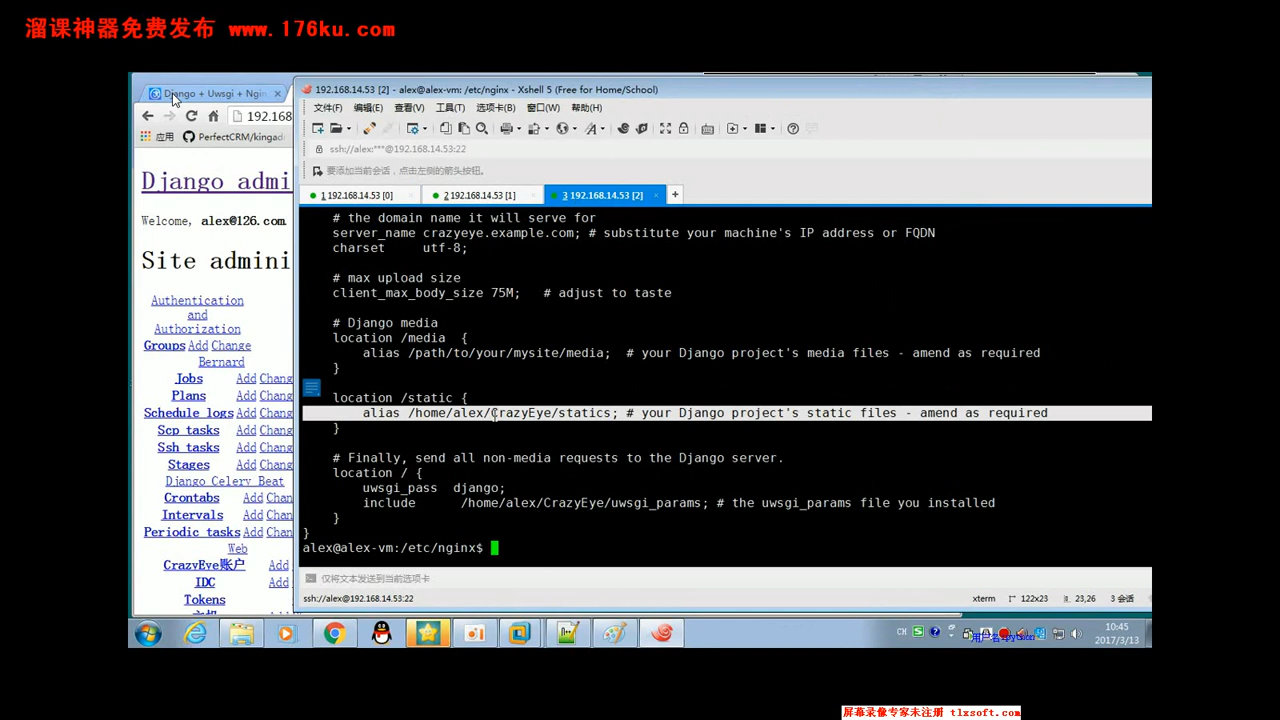 溜课神器免费发布 www.176ku.com
Django + Uwsgi + Ngin
192.168
应用 PerfectCRM/kingad
Django admi
Welcome, alex@126.com.
Site admini
Authentication
and
Authorization
Groups Add Change
Bernard
Jobs Add Chang
Plans Add Chang
Schedule logs Add Chang
Scp tasks Add Chang
Ssh tasks Add Chang
Stages Add Chang
Django Celery Beat
Crontabs Add Chan
Intervals Add Chan
Periodic tasks Add Chan
Web
CrazyEye账户 Add
IDC Add
Tokens
192.168.14.53 [2] - alex@alex-vm: /etc/nginx - Xshell 5 (Free for Home/School)
文件(F) 编辑(E) 查看(V) 工具(T) 选项卡(B) 窗口(W) 帮助(H)
ssh://alex:***@192.168.14.53:22
要添加当前会话，点击左侧的箭头按钮。
1 192.168.14.53 [0] 2 192.168.14.53 [1] 3 192.168.14.53 [2]
# the domain name it will serve for
server_name crazyeye.example.com; # substitute your machine's IP address or FQDN
charset utf-8;
# max upload size
client_max_body_size 75M; # adjust to taste
# Django media
location /media {
alias /path/to/your/mysite/media; # your Django project's media files - amend as required
}
location /static {
alias /home/alex/CrazyEye/statics; # your Django project's static files - amend as required
}
# Finally, send all non-media requests to the Django server.
location / {
uwsgi_pass django;
include /home/alex/CrazyEye/uwsgi_params; # the uwsgi_params file you installed
}
}
alex@alex-vm:/etc/nginx$
仅将文本发送到当前选项卡
ssh://alex@192.168.14.53:22 xterm 122x23 23,26 3 会话
CH
10:45
2017/3/13
屏幕录像专家未注册 tlxsoft.com